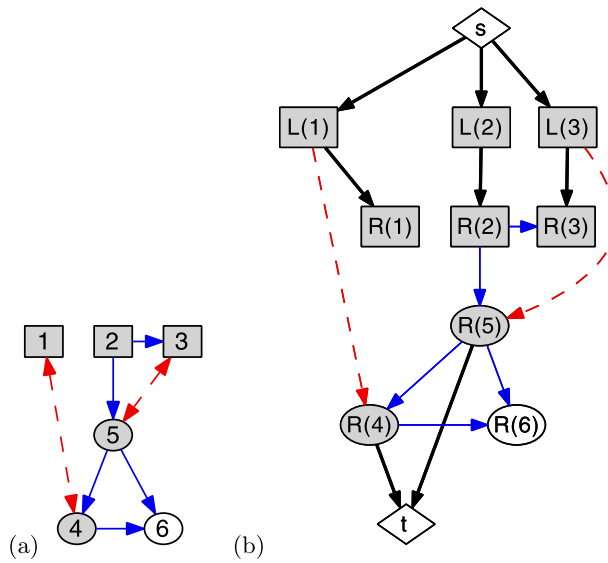 s
L(1) L(2) L(3)
R(1) R(2) R(3)
R(5)
1 2 3
5
R(4) R(6)
4 6
t
(a) (b)